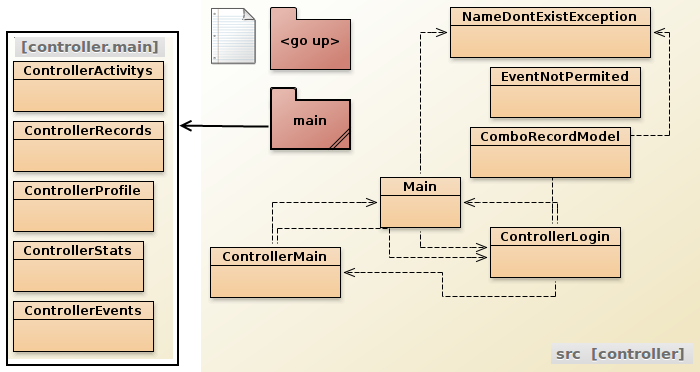 [controller.main]
ControllerActivitys
ControllerRecords
ControllerProfile
ControllerStats
ControllerEvents
<go up>
main
NameDontExistException
EventNotPermited
ComboRecordModel
Main
ControllerLogin
ControllerMain
src [controller]